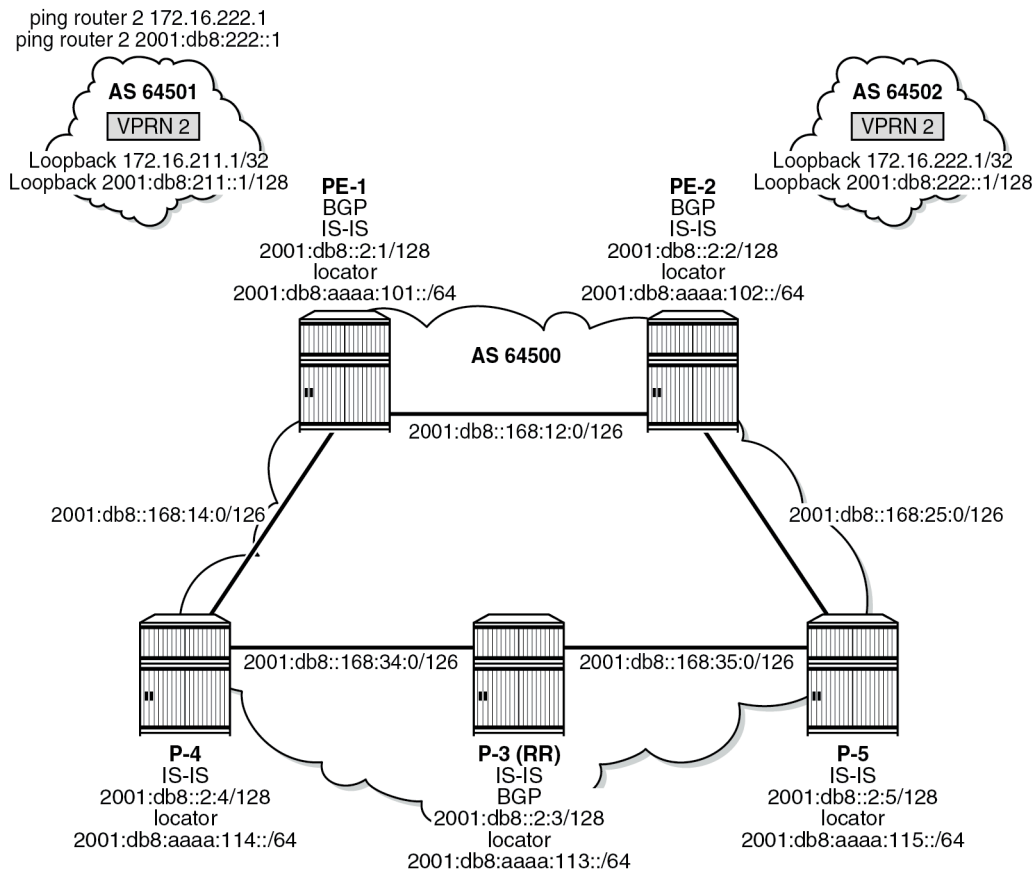 ping router 2 172.16.222.1
ping router 2 2001:db8:222::1
AS 64501
VPRN 2
Loopback 172.16.211.1/32
Loopback 2001:db8:211::1/128
AS 64502
VPRN 2
Loopback 172.16.222.1/32
Loopback 2001:db8:222::1/128
PE-1
BGP
IS-IS
2001:db8::2:1/128
locator
2001:db8:aaaa:101::/64
PE-2
BGP
IS-IS
2001:db8::2:2/128
locator
2001:db8:aaaa:102::/64
AS 64500
2001:db8::168:12:0/126
2001:db8::168:14:0/126
2001:db8::168:25:0/126
2001:db8::168:34:0/126
2001:db8::168:35:0/126
P-4
IS-IS
2001:db8::2:4/128
locator
2001:db8:aaaa:114::/64
P-3 (RR)
IS-IS
BGP
2001:db8::2:3/128
locator
2001:db8:aaaa:113::/64
P-5
IS-IS
2001:db8::2:5/128
locator
2001:db8:aaaa:115::/64